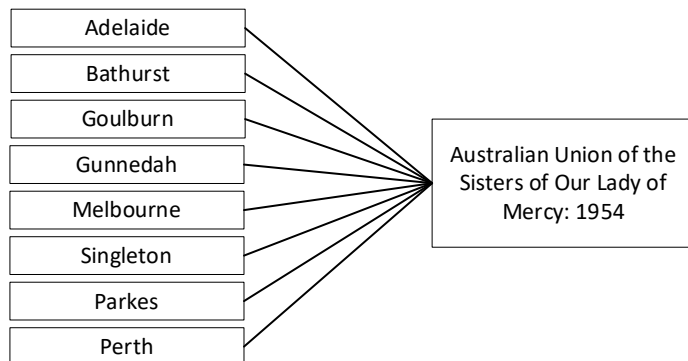 Adelaide
Bathurst
Goulburn
Gunnedah
Melbourne
Singleton
Parkes
Perth
Australian Union of the
Sisters of Our Lady of
Mercy: 1954